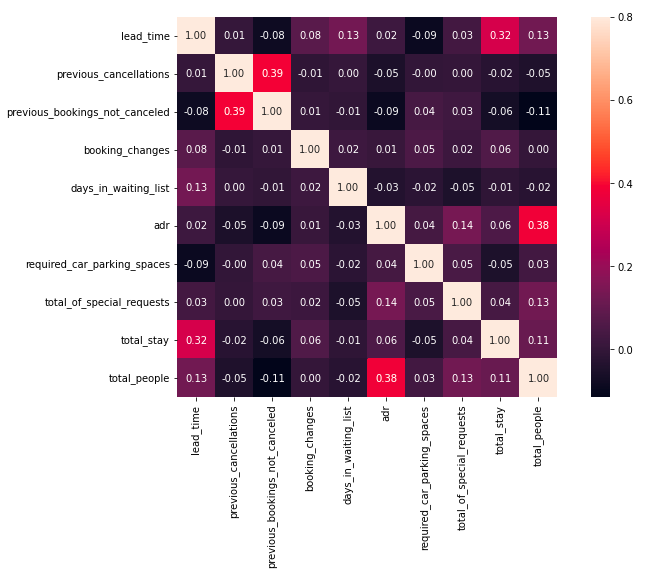 lead_time 1.00 0.01 -0.08 0.08 0.13 0.02 -0.09 0.03 0.32 0.13
previous_cancellations 0.01 1.00 0.39 -0.01 0.00 -0.05 -0.00 0.00 -0.02 -0.05
previous_bookings_not_canceled -0.08 0.39 1.00 0.01 -0.01 -0.09 0.04 0.03 -0.06 -0.11
booking_changes 0.08 -0.01 0.01 1.00 0.02 0.01 0.05 0.02 0.06 0.00
days_in_waiting_list 0.13 0.00 -0.01 0.02 1.00 -0.03 -0.02 -0.05 -0.01 -0.02
adr 0.02 -0.05 -0.09 0.01 -0.03 1.00 0.04 0.14 0.06 0.38
required_car_parking_spaces -0.09 -0.00 0.04 0.05 -0.02 0.04 1.00 0.05 -0.05 0.03
total_of_special_requests 0.03 0.00 0.03 0.02 -0.05 0.14 0.05 1.00 0.04 0.13
total_stay 0.32 -0.02 -0.06 0.06 -0.01 0.06 -0.05 0.04 1.00 0.11
total_people 0.13 -0.05 -0.11 0.00 -0.02 0.38 0.03 0.13 0.11 1.00
lead_time
previous_cancellations
previous_bookings_not_canceled
booking_changes
days_in_waiting_list
adr
required_car_parking_spaces
total_of_special_requests
total_stay
total_people
0.8
0.6
0.4
0.2
0.0